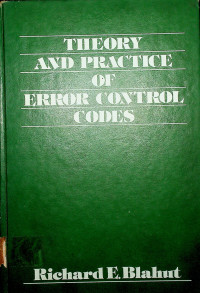 THEORY
AND PRACTICE
OF
ERROR CONTROL
CODES
Richard E. Blahut